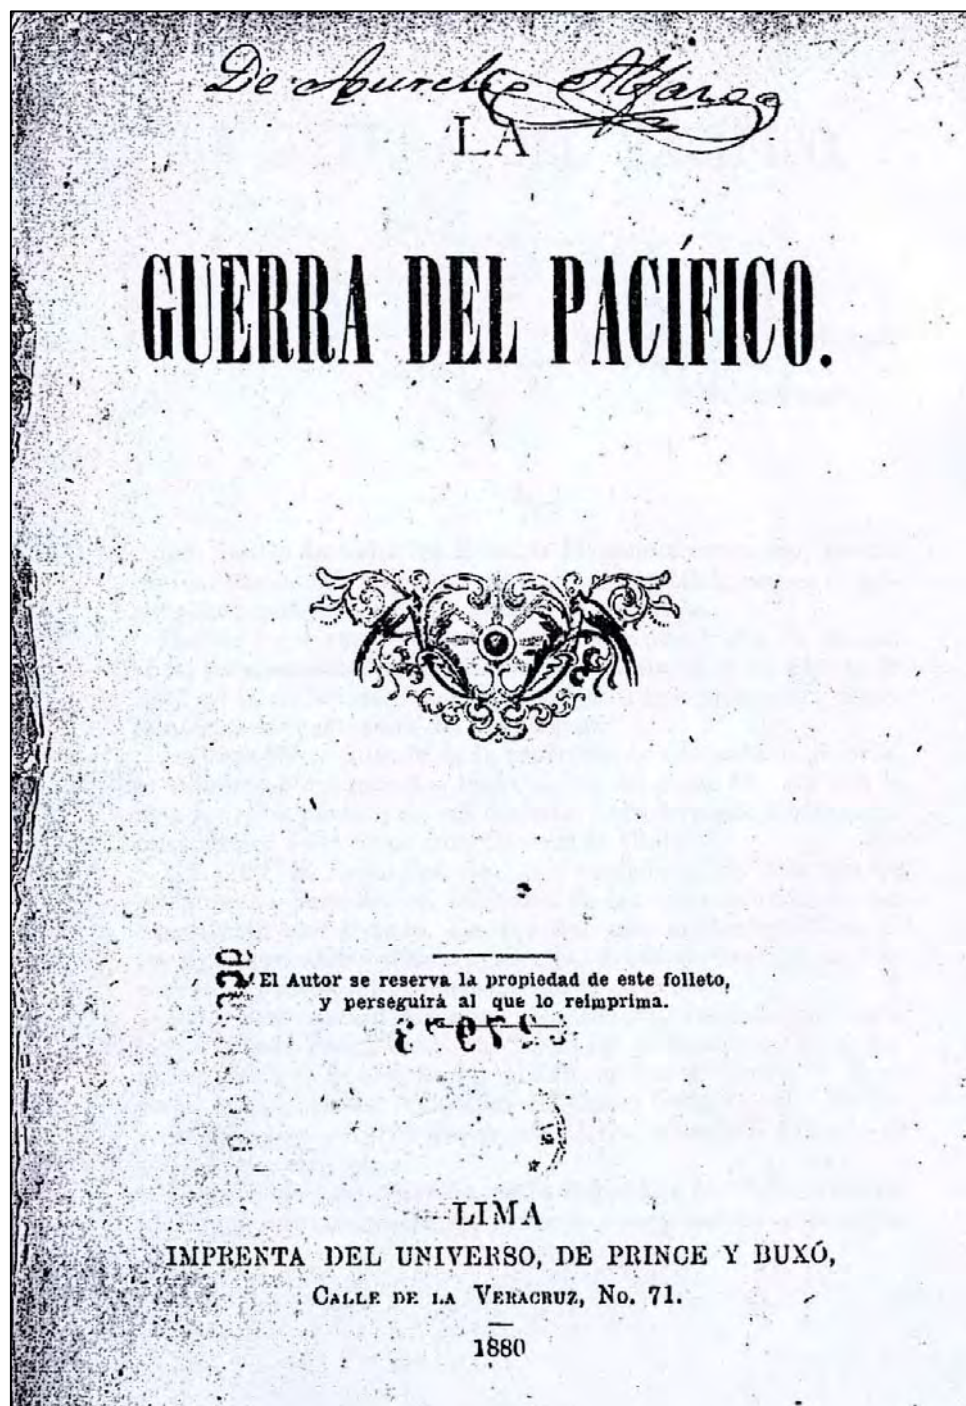 De Aurelio Alfaro
LA
GUERRA DEL PACÍFICO.
El Autor se reserva la propiedad de este folleto,
y perseguirá al que lo reimprima.
LIMA
IMPRENTA DEL UNIVERSO, DE PRINCE Y BUXÓ,
CALLE DE LA VERACRUZ, No. 71.
1880